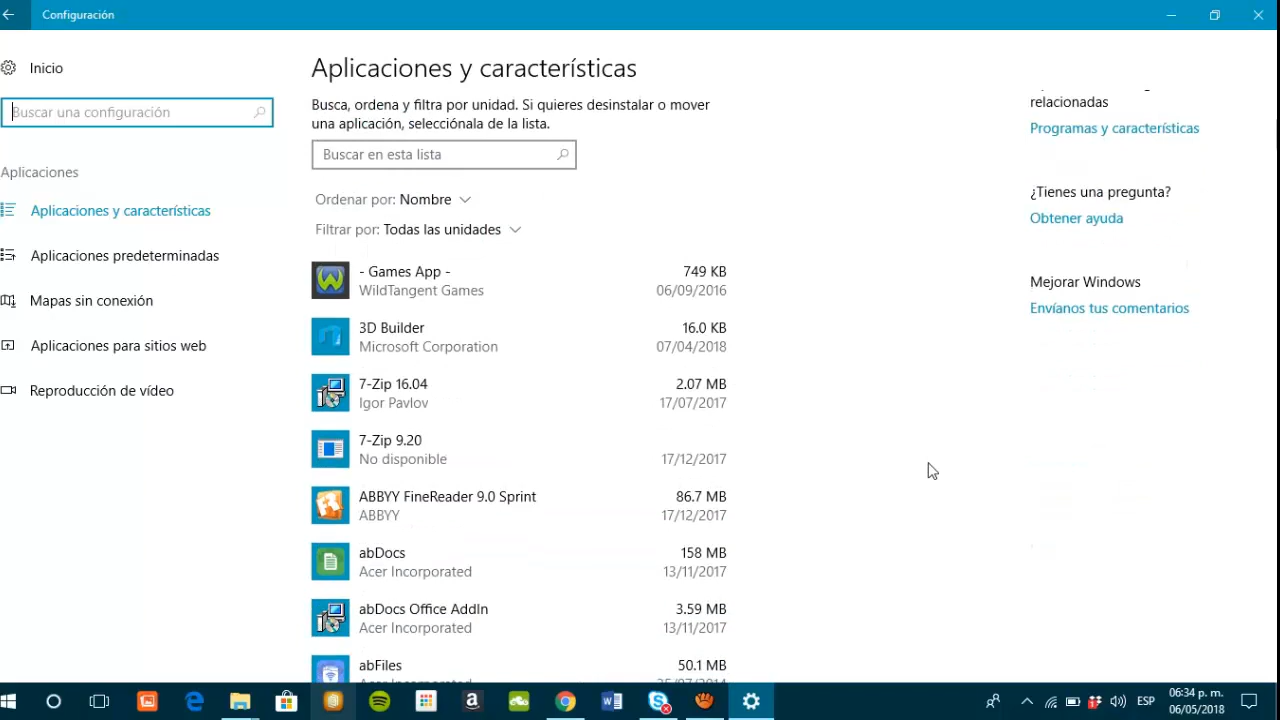 Configuración
Inicio
Buscar una configuración
Aplicaciones
Aplicaciones y características
Aplicaciones predeterminadas
Mapas sin conexión
Aplicaciones para sitios web
Reproducción de vídeo
Aplicaciones y características
Busca, ordena y filtra por unidad. Si quieres desinstalar o mover
una aplicación, selecciónala de la lista.
Buscar en esta lista
Ordenar por: Nombre
Filtrar por: Todas las unidades
- Games App - 749 KB
WildTangent Games 06/09/2016
3D Builder 16.0 KB
Microsoft Corporation 07/04/2018
7-Zip 16.04 2.07 MB
Igor Pavlov 17/07/2017
7-Zip 9.20
No disponible 17/12/2017
ABBYY FineReader 9.0 Sprint 86.7 MB
ABBYY 17/12/2017
abDocs 158 MB
Acer Incorporated 13/11/2017
abDocs Office AddIn 3.59 MB
Acer Incorporated 13/11/2017
abFiles 50.1 MB
relacionadas
Programas y características
¿Tienes una pregunta?
Obtener ayuda
Mejorar Windows
Envíanos tus comentarios
ESP
06:34 p. m.
06/05/2018